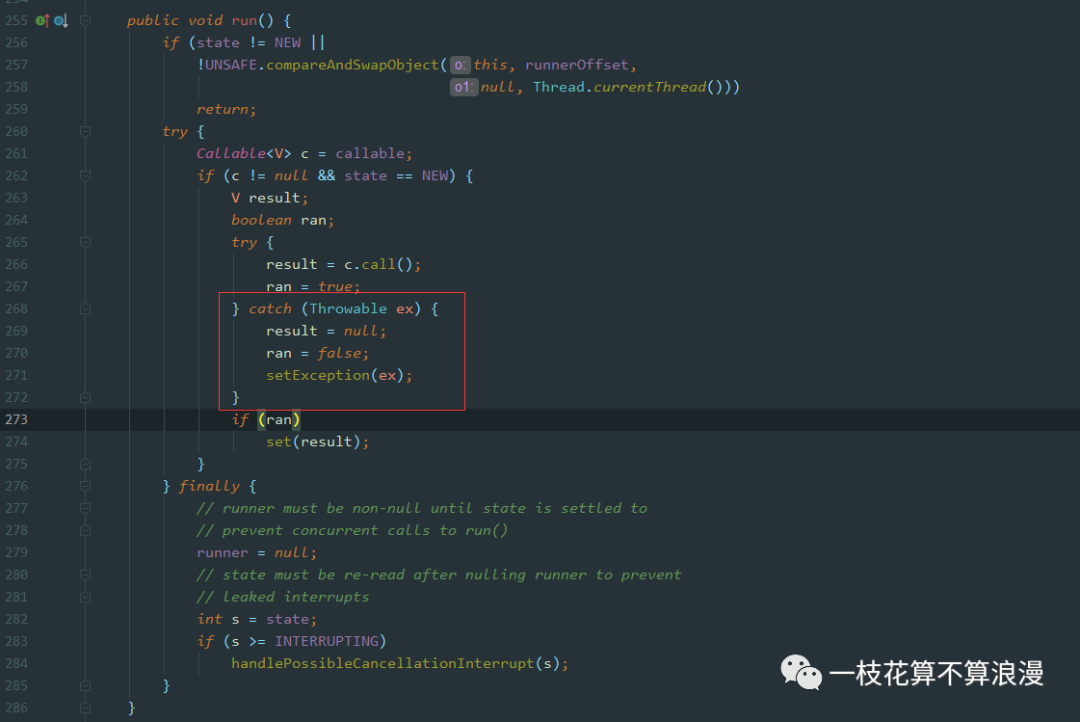 255 public void run() {
256 if (state != NEW ||
257 !UNSAFE.compareAndSwapObject( o: this, runnerOffset,
258 o1: null, Thread.currentThread()))
259 return;
260 try {
261 Callable<V> c = callable;
262 if (c != null && state == NEW) {
263 V result;
264 boolean ran;
265 try {
266 result = c.call();
267 ran = true;
268 } catch (Throwable ex) {
269 result = null;
270 ran = false;
271 setException(ex);
272 }
273 if (ran)
274 set(result);
275 }
276 } finally {
277 // runner must be non-null until state is settled to
278 // prevent concurrent calls to run()
279 runner = null;
280 // state must be re-read after nulling runner to prevent
281 // leaked interrupts
282 int s = state;
283 if (s >= INTERRUPTING)
284 handlePossibleCancellationInterrupt(s);
285 }
286 }
一枝花算不算浪漫